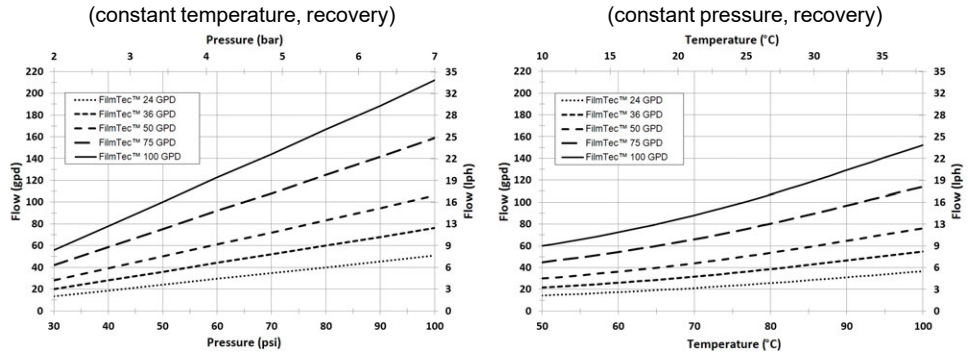 (constant temperature, recovery)
Pressure (bar)
2 3 4 5 6 7
220 200 180 160 140 120 100 80 60 40 20 0
Flow (gpd)
FilmTec™ 24 GPD
FilmTec™ 36 GPD
FilmTec™ 50 GPD
FilmTec™ 75 GPD
FilmTec™ 100 GPD
35 32 28 25 22 19 16 13 9 6 3 0
Flow (lph)
30 40 50 60 70 80 90 100
Pressure (psi)
(constant pressure, recovery)
Temperature (°C)
10 15 20 25 30 35
220 200 180 160 140 120 100 80 60 40 20 0
Flow (gpd)
FilmTec™ 24 GPD
FilmTec™ 36 GPD
FilmTec™ 50 GPD
FilmTec™ 75 GPD
FilmTec™ 100 GPD
35 32 28 25 22 19 16 13 9 6 3 0
Flow (lph)
50 60 70 80 90 100
Temperature (°C)